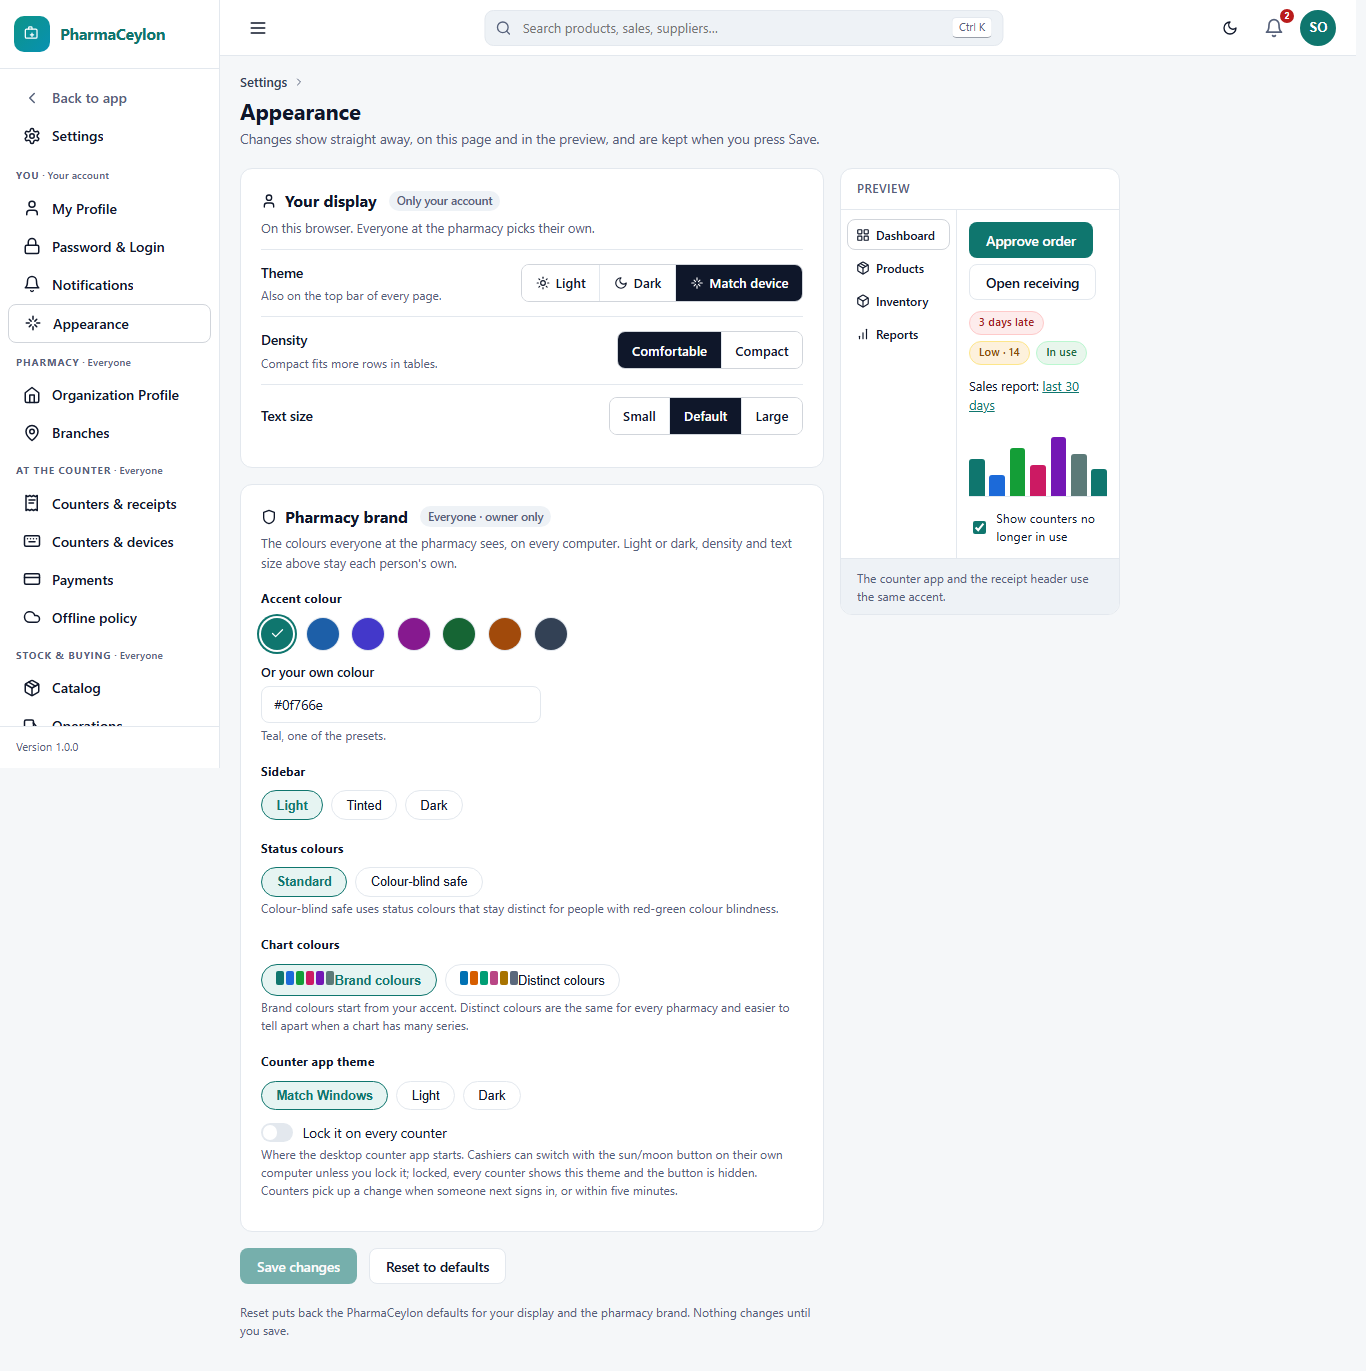 PharmaCeylon
Search products, sales, suppliers...
Ctrl K
2
SO
Back to app
Settings
YOU · Your account
My Profile
Password & Login
Notifications
Appearance
PHARMACY · Everyone
Organization Profile
Branches
AT THE COUNTER · Everyone
Counters & receipts
Counters & devices
Payments
Offline policy
STOCK & BUYING · Everyone
Catalog
Operations
Version 1.0.0
Settings
Appearance
Changes show straight away, on this page and in the preview, and are kept when you press Save.
Your display
Only your account
On this browser. Everyone at the pharmacy picks their own.
Theme
Also on the top bar of every page.
Light
Dark
Match device
Density
Compact fits more rows in tables.
Comfortable
Compact
Text size
Small
Default
Large
Pharmacy brand
Everyone · owner only
The colours everyone at the pharmacy sees, on every computer. Light or dark, density and text
size above stay each person's own.
Accent colour
Or your own colour
#0f766e
Teal, one of the presets.
Sidebar
Light
Tinted
Dark
Status colours
Standard
Colour-blind safe
Colour-blind safe uses status colours that stay distinct for people with red-green colour blindness.
Chart colours
Brand colours
Distinct colours
Brand colours start from your accent. Distinct colours are the same for every pharmacy and easier to
tell apart when a chart has many series.
Counter app theme
Match Windows
Light
Dark
Lock it on every counter
Where the desktop counter app starts. Cashiers can switch with the sun/moon button on their own
computer unless you lock it; locked, every counter shows this theme and the button is hidden.
Counters pick up a change when someone next signs in, or within five minutes.
Save changes
Reset to defaults
Reset puts back the PharmaCeylon defaults for your display and the pharmacy brand. Nothing changes until
you save.
PREVIEW
Dashboard
Products
Inventory
Reports
Approve order
Open receiving
3 days late
Low · 14
In use
Sales report: last 30
days
Show counters no
longer in use
The counter app and the receipt header use
the same accent.